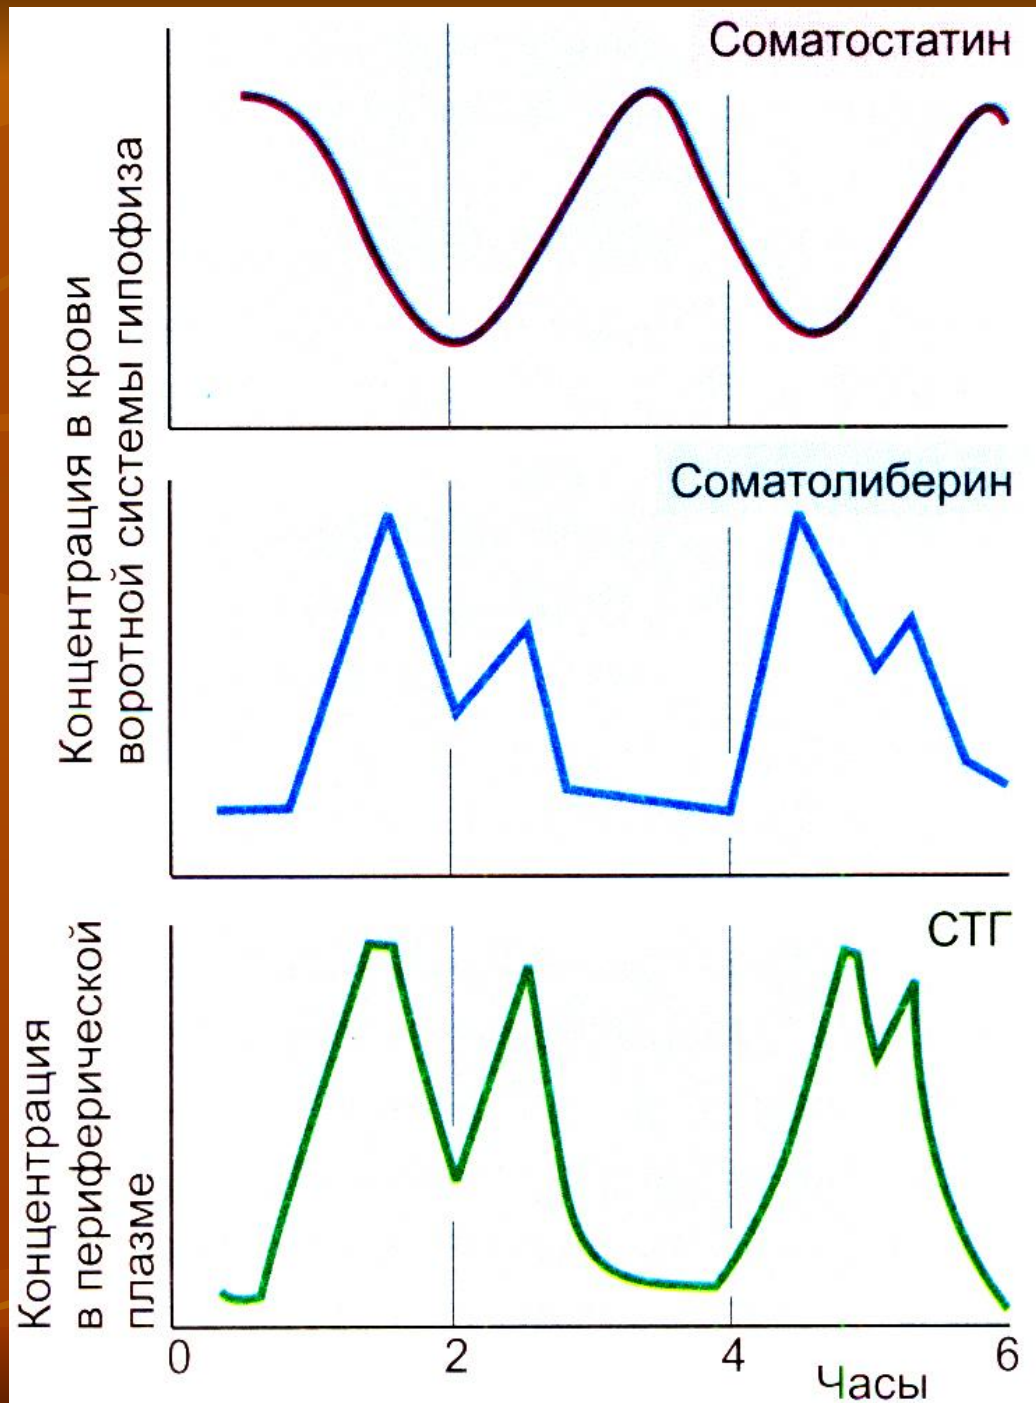 Соматостатин
Концентрация в крови
воротной системы гипофиза
Соматолиберин
СТГ
Концентрация
в периферической
плазме
0 2 4 6
Часы